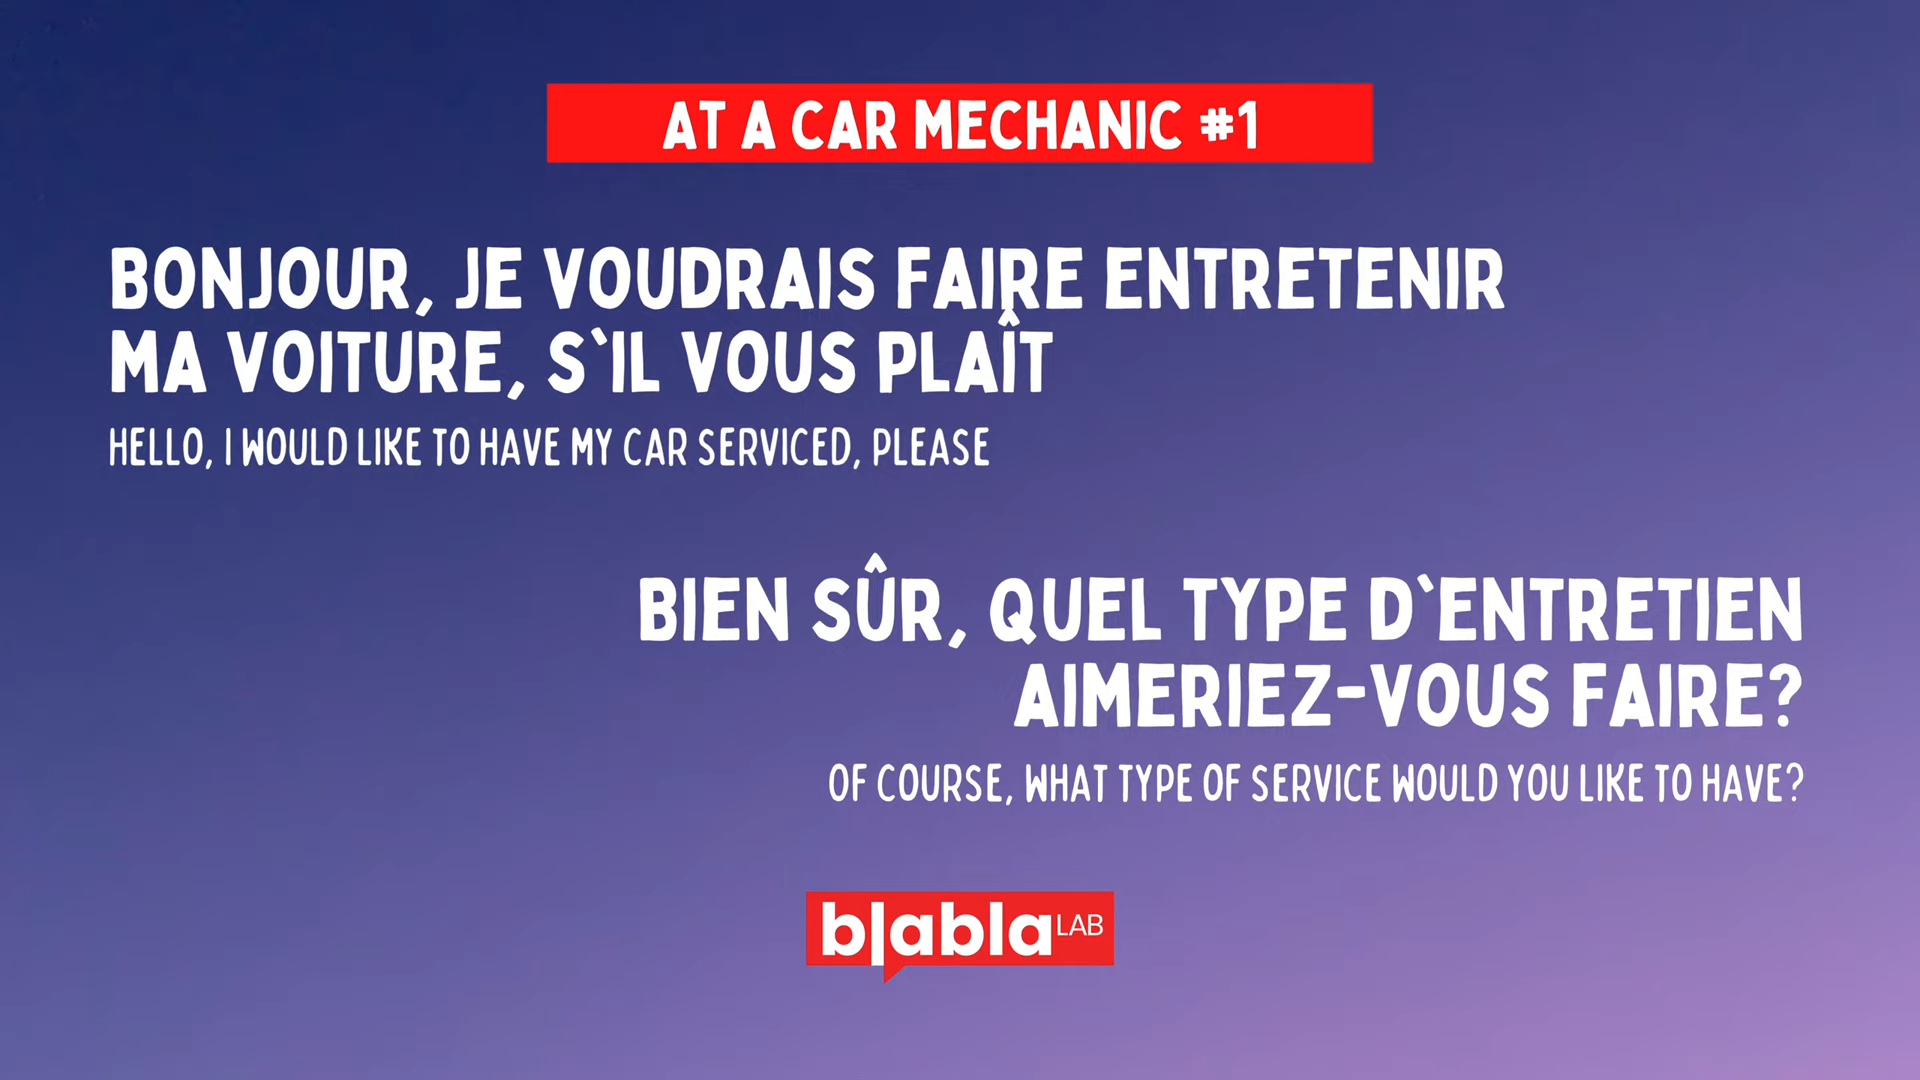 AT A CAR MECHANIC #1
BONJOUR, JE VOUDRAIS FAIRE ENTRETENIR
MA VOITURE, S`IL VOUS PLAÎT
HELLO, I WOULD LIKE TO HAVE MY CAR SERVICED, PLEASE
BIEN SÛR, QUEL TYPE D`ENTRETIEN
AIMERIEZ-VOUS FAIRE?
OF COURSE, WHAT TYPE OF SERVICE WOULD YOU LIKE TO HAVE?
blabla LAB